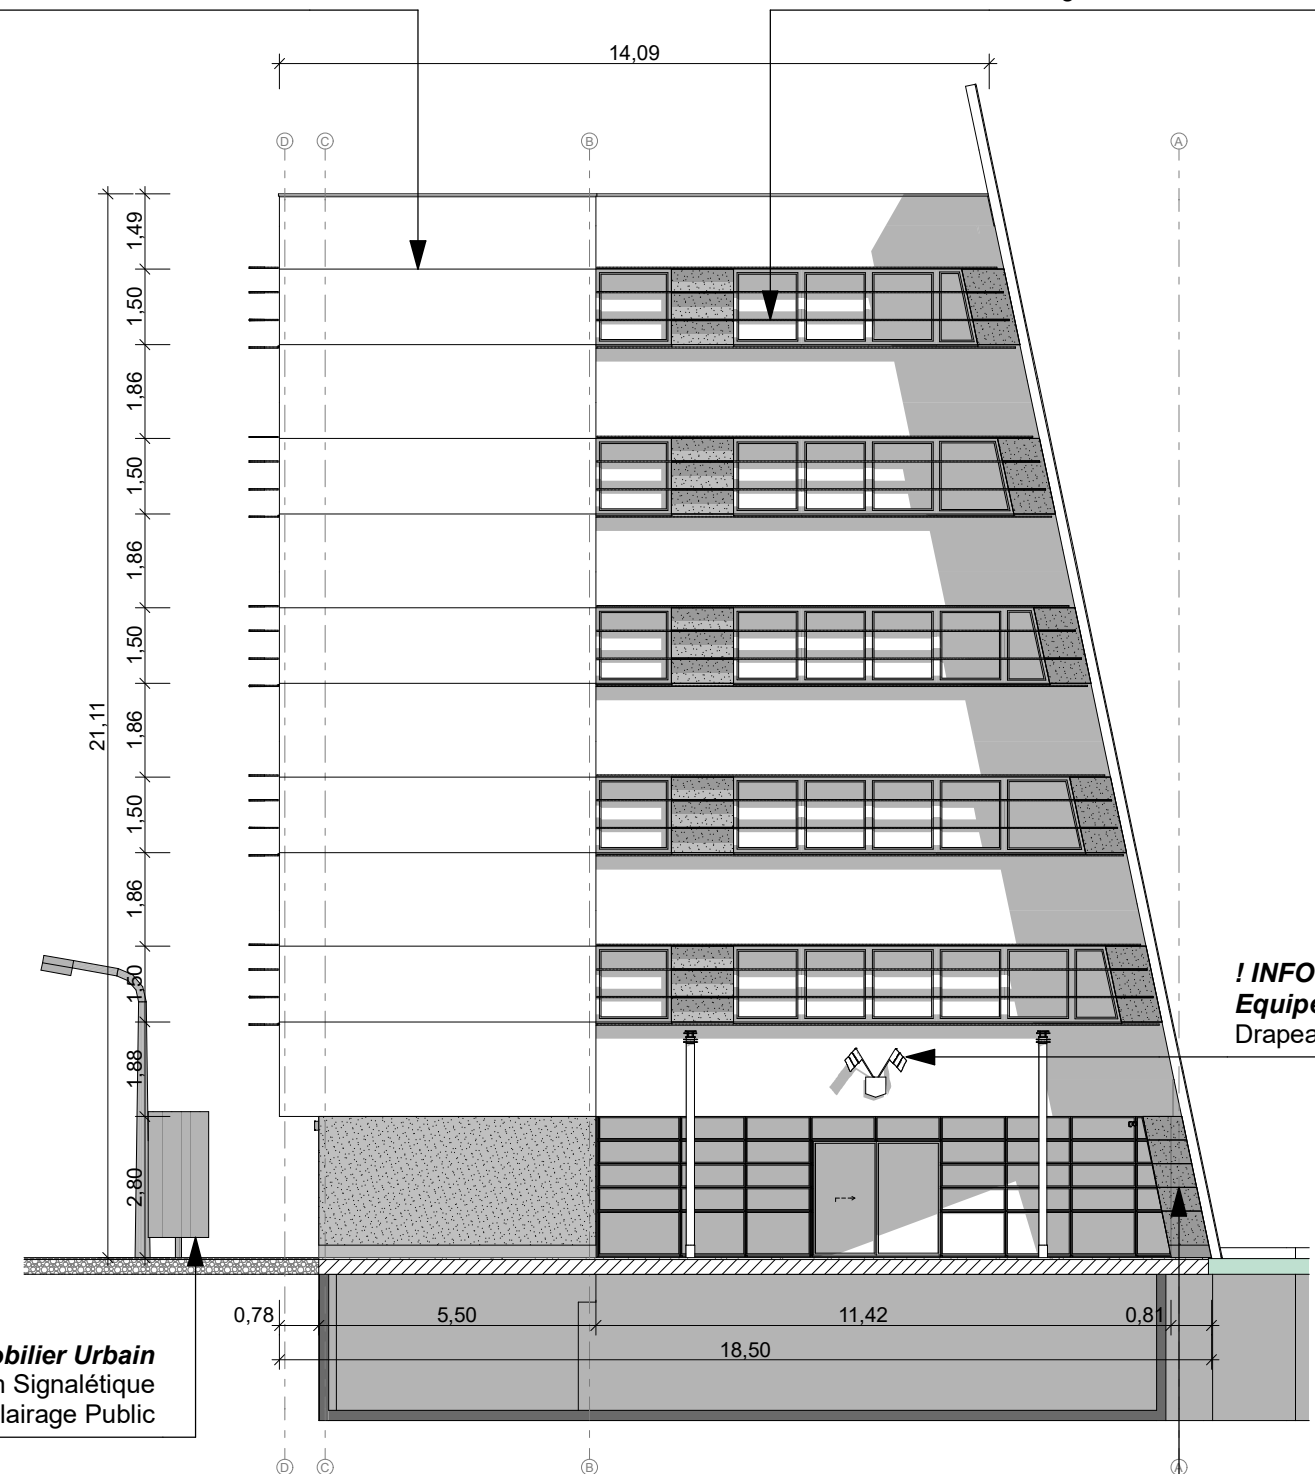 14,09
D
C
B
A
1,49
1,50
1,86
1,50
1,86
1,50
21,11
1,86
1,50
1,86
1,50
! INFO
Equipe
Drapea
1,88
2,80
0,78
5,50
11,42
0,81
18,50
obilier Urbain
Signalétique
lairage Public
D
C
B
A